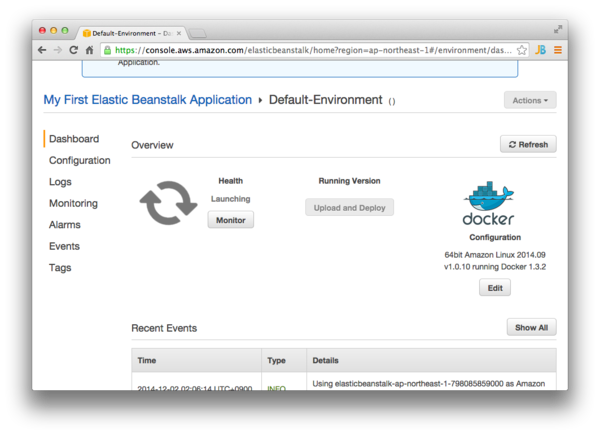 Default-Environment - Da
https://console.aws.amazon.com/elasticbeanstalk/home?region=ap-northeast-1#/environment/das...
JB
Application.
My First Elastic Beanstalk Application ▸ Default-Environment ()
Actions
Dashboard
Configuration
Logs
Monitoring
Alarms
Events
Tags
Overview
Refresh
Health
Launching
Monitor
Running Version
Upload and Deploy
docker
Configuration
64bit Amazon Linux 2014.09
v1.0.10 running Docker 1.3.2
Edit
Recent Events
Show All
Time Type Details
2014-12-02 02:06:14 UTC+0900 INFO Using elasticbeanstalk-ap-northeast-1-798085859000 as Amazon